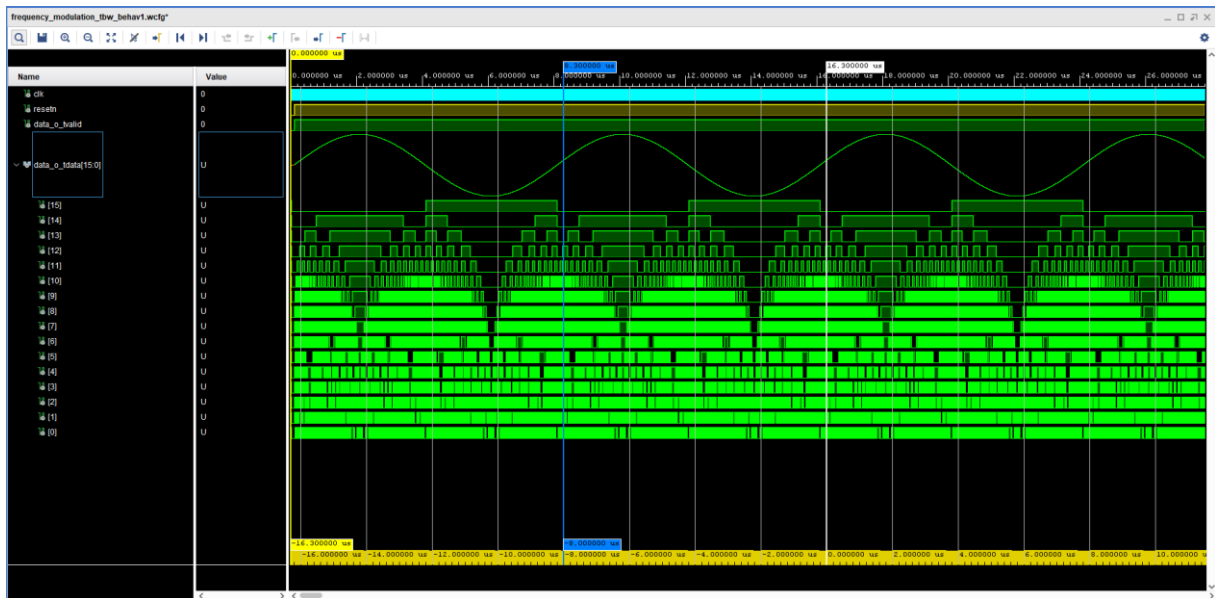 frequency_modulation_tbw_behav1.wcfg*
0.000000 us
8.300000 us
16.300000 us
Name
Value
0.000000 us
2.000000 us
4.000000 us
6.000000 us
8.000000 us
10.000000 us
12.000000 us
14.000000 us
18.000000 us
20.000000 us
22.000000 us
24.000000 us
26.000000 us
clk 0
resetn 0
data_o_tvalid 0
data_o_tdata[15:0] U
[15] U
[14] U
[13] U
[12] U
[11] U
[10] U
[9] U
[8] U
[7] U
[6] U
[5] U
[4] U
[3] U
[2] U
[1] U
[0] U
-16.300000 us
-8.000000 us
-16.000000 us
-14.000000 us
-12.000000 us
-10.000000 us
-8.000000 us
-6.000000 us
-4.000000 us
-2.000000 us
0.000000 us
2.000000 us
4.000000 us
6.000000 us
8.000000 us
10.000000 u